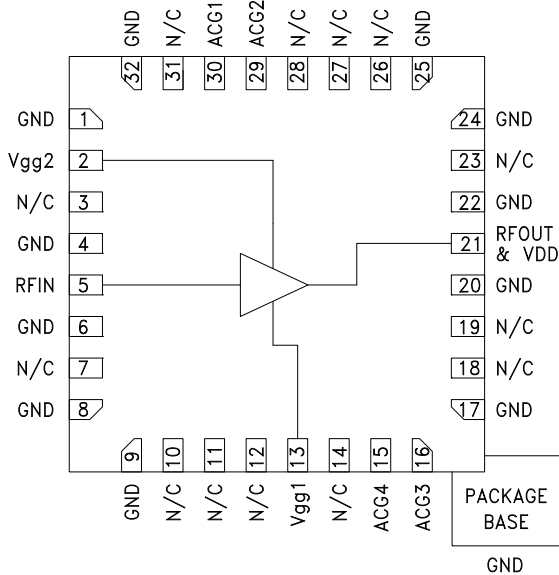 GND
N/C
ACG1
ACG2
N/C
N/C
N/C
GND
32
31
30
29
28
27
26
25
GND 1
Vgg2 2
N/C 3
GND 4
RFIN 5
GND 6
N/C 7
GND 8
24 GND
23 N/C
22 GND
21 RFOUT
& VDD
20 GND
19 N/C
18 N/C
17 GND
9
10
11
12
13
14
15
16
GND
N/C
N/C
N/C
Vgg1
N/C
ACG4
ACG3
PACKAGE
BASE
GND